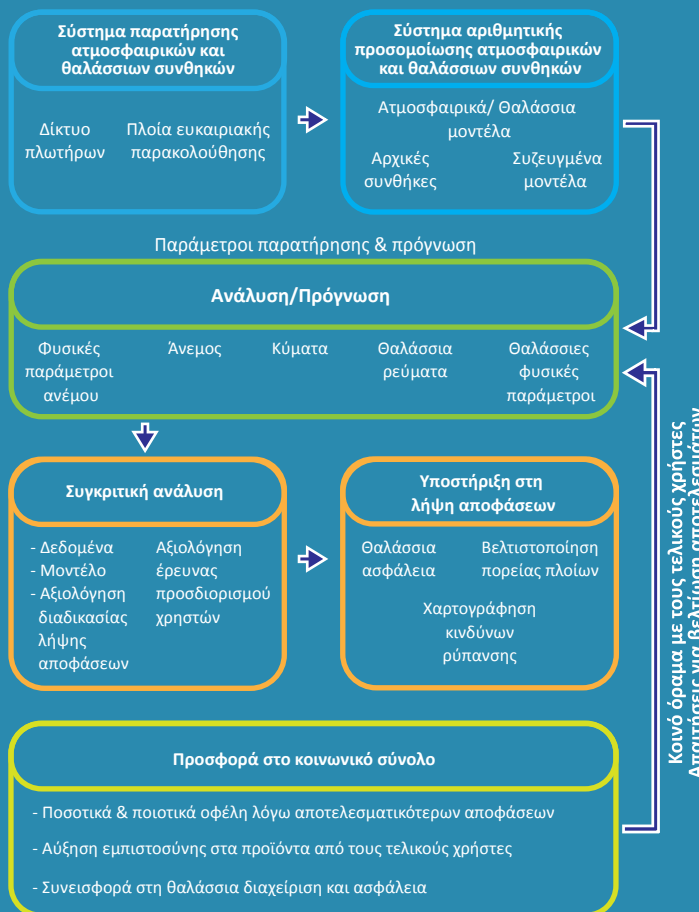 Σύστημα παρατήρησης
ατμοσφαιρικών και
θαλάσσιων συνθηκών
Δίκτυο
πλωτήρων
Πλοία ευκαιριακής
παρακολούθησης
Σύστημα αριθμητικής
προσομοίωσης ατμοσφαιρικών
και θαλάσσιων συνθηκών
Ατμοσφαιρικά/ Θαλάσσια
μοντέλα
Αρχικές
συνθήκες
Συζευγμένα
μοντέλα
Παράμετροι παρατήρησης & πρόγνωση
Ανάλυση/Πρόγνωση
Φυσικές
παράμετροι
ανέμου
Άνεμος
Κύματα
Θαλάσσια
ρεύματα
Θαλάσσιες
φυσικές
παράμετροι
Συγκριτική ανάλυση
- Δεδομένα
- Μοντέλο
- Αξιολόγηση
διαδικασίας
λήψης
αποφάσεων
Αξιολόγηση
έρευνας
προσδιορισμού
χρηστών
Υποστήριξη στη
λήψη αποφάσεων
Θαλάσσια
ασφάλεια
Βελτιστοποίηση
πορείας πλοίων
Χαρτογράφηση
κινδύνων
ρύπανσης
Προσφορά στο κοινωνικό σύνολο
- Ποσοτικά & ποιοτικά οφέλη λόγω αποτελεσματικότερων αποφάσεων
- Αύξηση εμπιστοσύνης στα προϊόντα από τους τελικούς χρήστες
- Συνεισφορά στη θαλάσσια διαχείριση και ασφάλεια
Κοινό όραμα με τους τελικούς χρήστες
Απαιτήσεις για βελτίωση αποτελεσμάτων